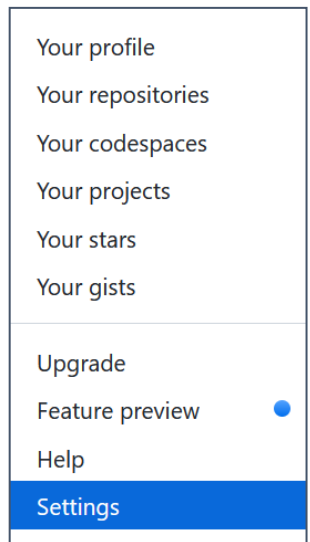 Your profile
Your repositories
Your codespaces
Your projects
Your stars
Your gists
Upgrade
Feature preview
Help
Settings